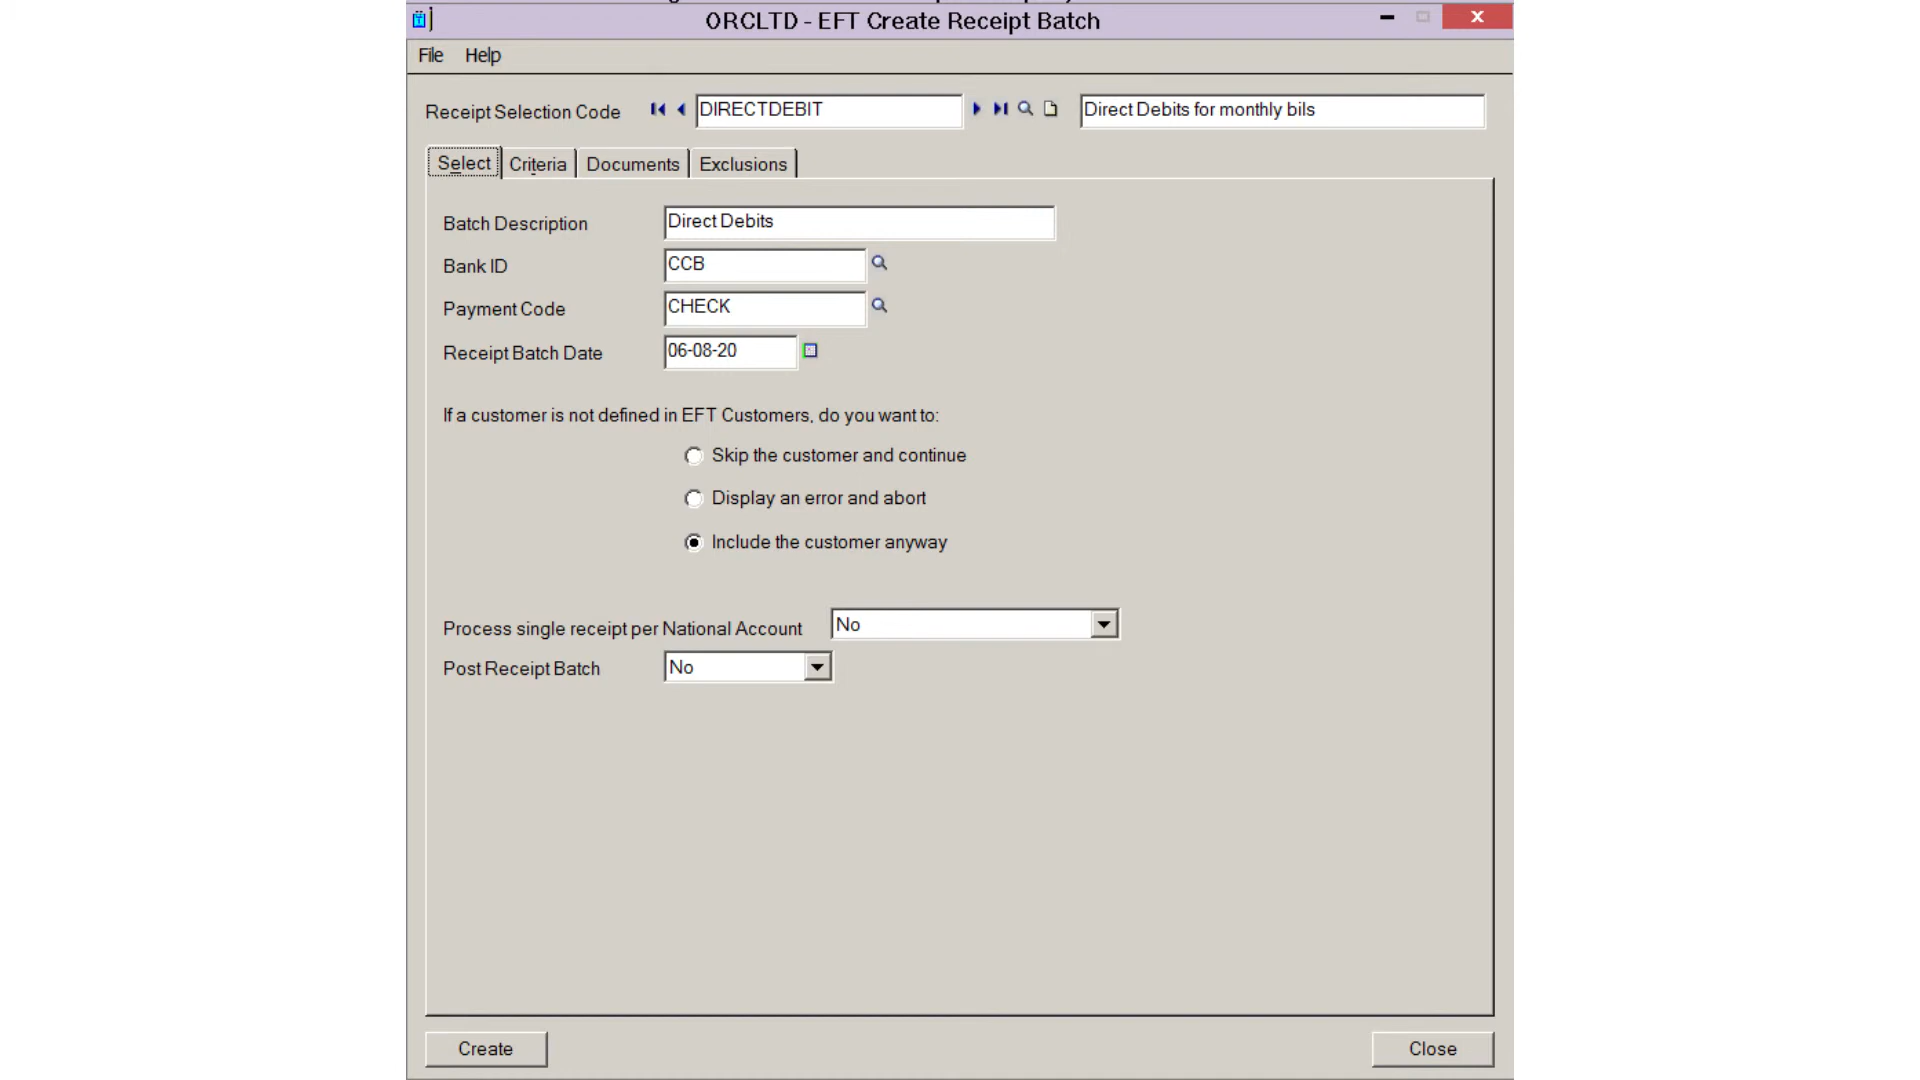 ORCLTD - EFT Create Receipt Batch
File Help
Receipt Selection Code DIRECTDEBIT Direct Debits for monthly bils
Select Criteria Documents Exclusions
Batch Description Direct Debits
Bank ID CCB
Payment Code CHECK
Receipt Batch Date 06-08-20
If a customer is not defined in EFT Customers, do you want to:
Skip the customer and continue
Display an error and abort
Include the customer anyway
Process single receipt per National Account No
Post Receipt Batch No
Create Close